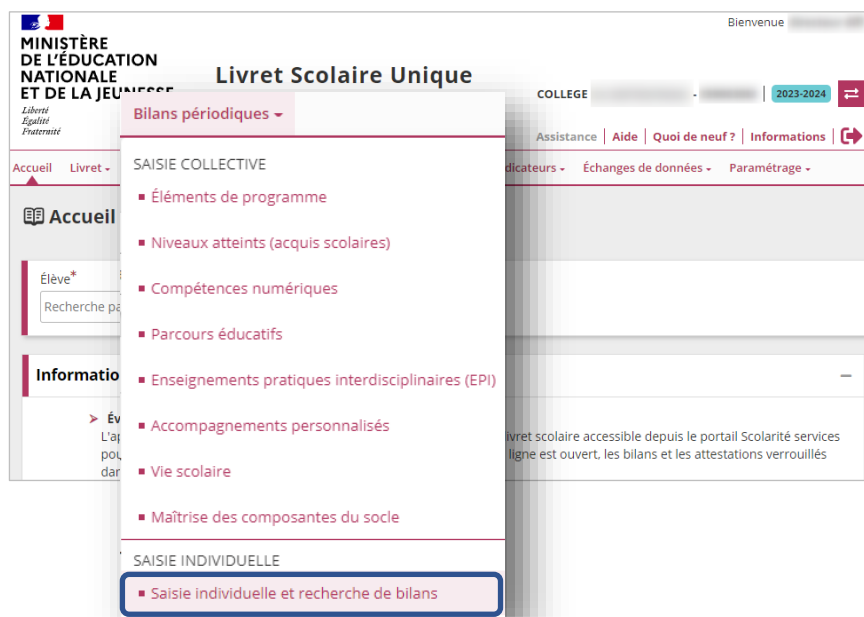 Bienvenue
MINISTÈRE
DE L'ÉDUCATION
NATIONALE
ET DE LA JEUNESSE
Liberté
Égalité
Fraternité
Livret Scolaire Unique
COLLEGE - | 2023-2024
Assistance | Aide | Quoi de neuf ? | Informations |
Accueil Livret dicateurs Échanges de données Paramétrage
Accueil
Élève*
Recherche pa
Informatio
Év
L'ap
pou
dar
ivret scolaire accessible depuis le portail Scolarité services
ligne est ouvert, les bilans et les attestations verrouillés
Bilans périodiques
SAISIE COLLECTIVE
Éléments de programme
Niveaux atteints (acquis scolaires)
Compétences numériques
Parcours éducatifs
Enseignements pratiques interdisciplinaires (EPI)
Accompagnements personnalisés
Vie scolaire
Maîtrise des composantes du socle
SAISIE INDIVIDUELLE
Saisie individuelle et recherche de bilans